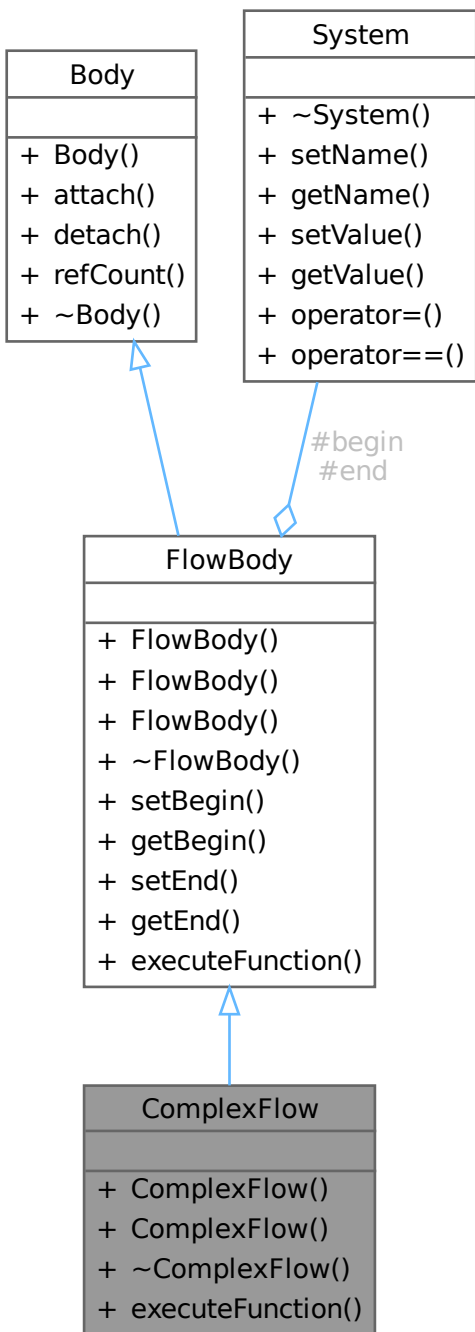 System
+ ~System()
+ setName()
+ getName()
+ setValue()
+ getValue()
+ operator=()
+ operator==()
Body
+ Body()
+ attach()
+ detach()
+ refCount()
+ ~Body()
#begin
#end
FlowBody
+ FlowBody()
+ FlowBody()
+ FlowBody()
+ ~FlowBody()
+ setBegin()
+ getBegin()
+ setEnd()
+ getEnd()
+ executeFunction()
ComplexFlow
+ ComplexFlow()
+ ComplexFlow()
+ ~ComplexFlow()
+ executeFunction()